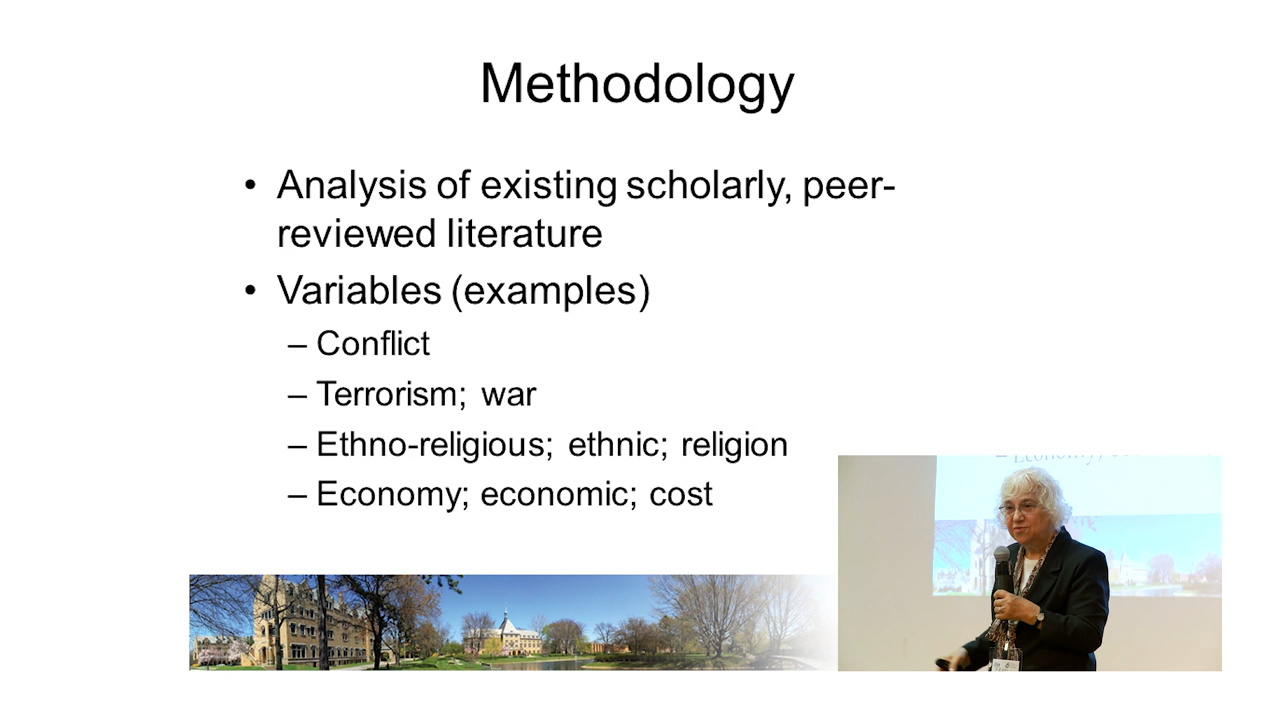 Methodology
• Analysis of existing scholarly, peer-
reviewed literature
• Variables (examples)
– Conflict
– Terrorism; war
– Ethno-religious; ethnic; religion
– Economy; economic; cost
– Economy;